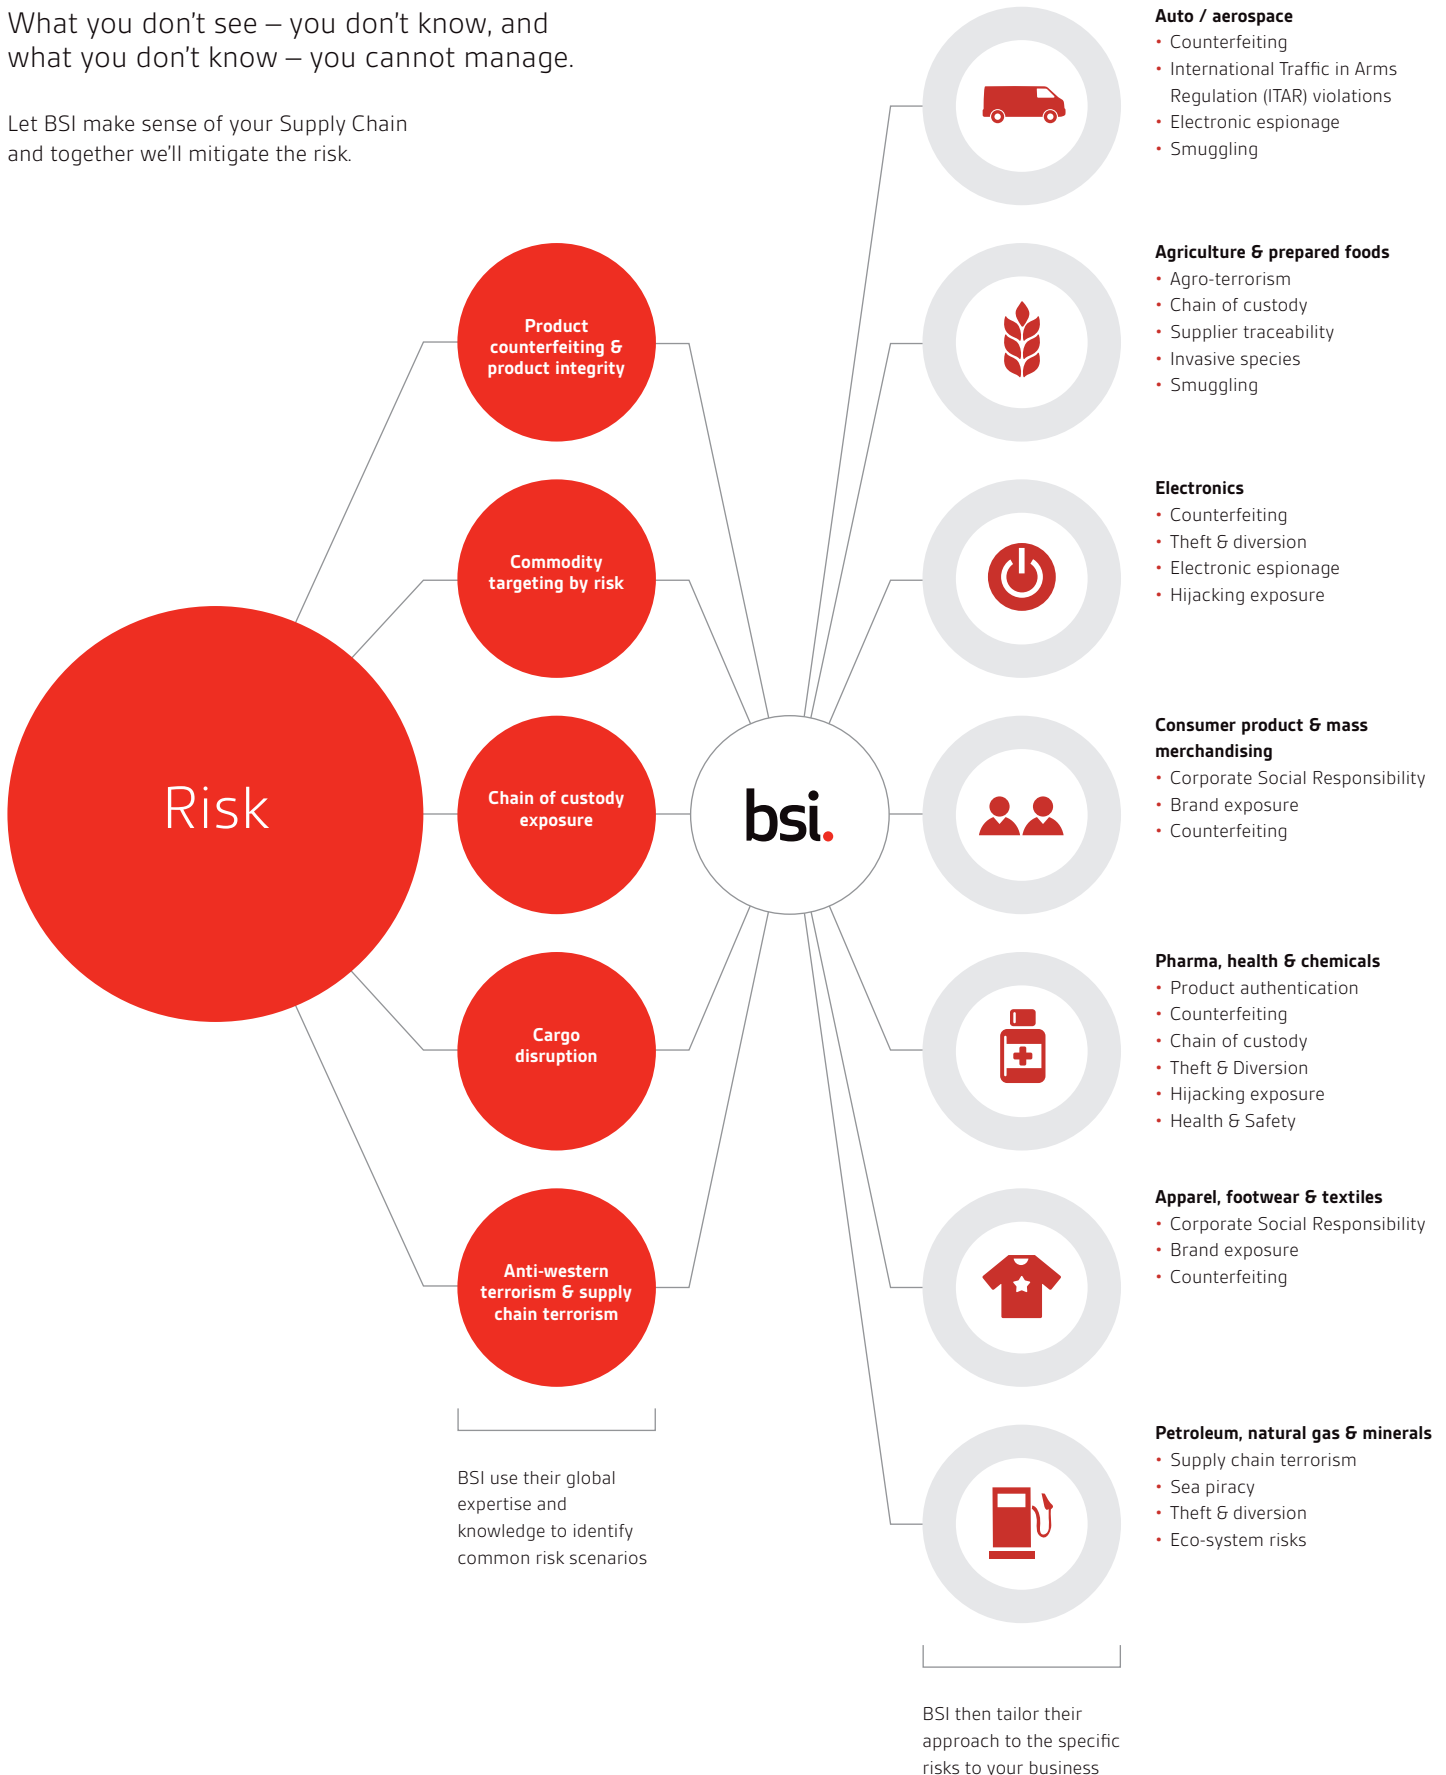 What you don't see – you don't know, and
what you don't know – you cannot manage.
Let BSI make sense of your Supply Chain
and together we'll mitigate the risk.
Risk
Product
counterfeiting &
product integrity
Commodity
targeting by risk
Chain of custody
exposure
Cargo
disruption
Anti-western
terrorism & supply
chain terrorism
BSI use their global
expertise and
knowledge to identify
common risk scenarios
bsi.
Auto / aerospace
• Counterfeiting
• International Traffic in Arms
Regulation (ITAR) violations
• Electronic espionage
• Smuggling
Agriculture & prepared foods
• Agro-terrorism
• Chain of custody
• Supplier traceability
• Invasive species
• Smuggling
Electronics
• Counterfeiting
• Theft & diversion
• Electronic espionage
• Hijacking exposure
Consumer product & mass
merchandising
• Corporate Social Responsibility
• Brand exposure
• Counterfeiting
Pharma, health & chemicals
• Product authentication
• Counterfeiting
• Chain of custody
• Theft & Diversion
• Hijacking exposure
• Health & Safety
Apparel, footwear & textiles
• Corporate Social Responsibility
• Brand exposure
• Counterfeiting
Petroleum, natural gas & minerals
• Supply chain terrorism
• Sea piracy
• Theft & diversion
• Eco-system risks
BSI then tailor their
approach to the specific
risks to your business